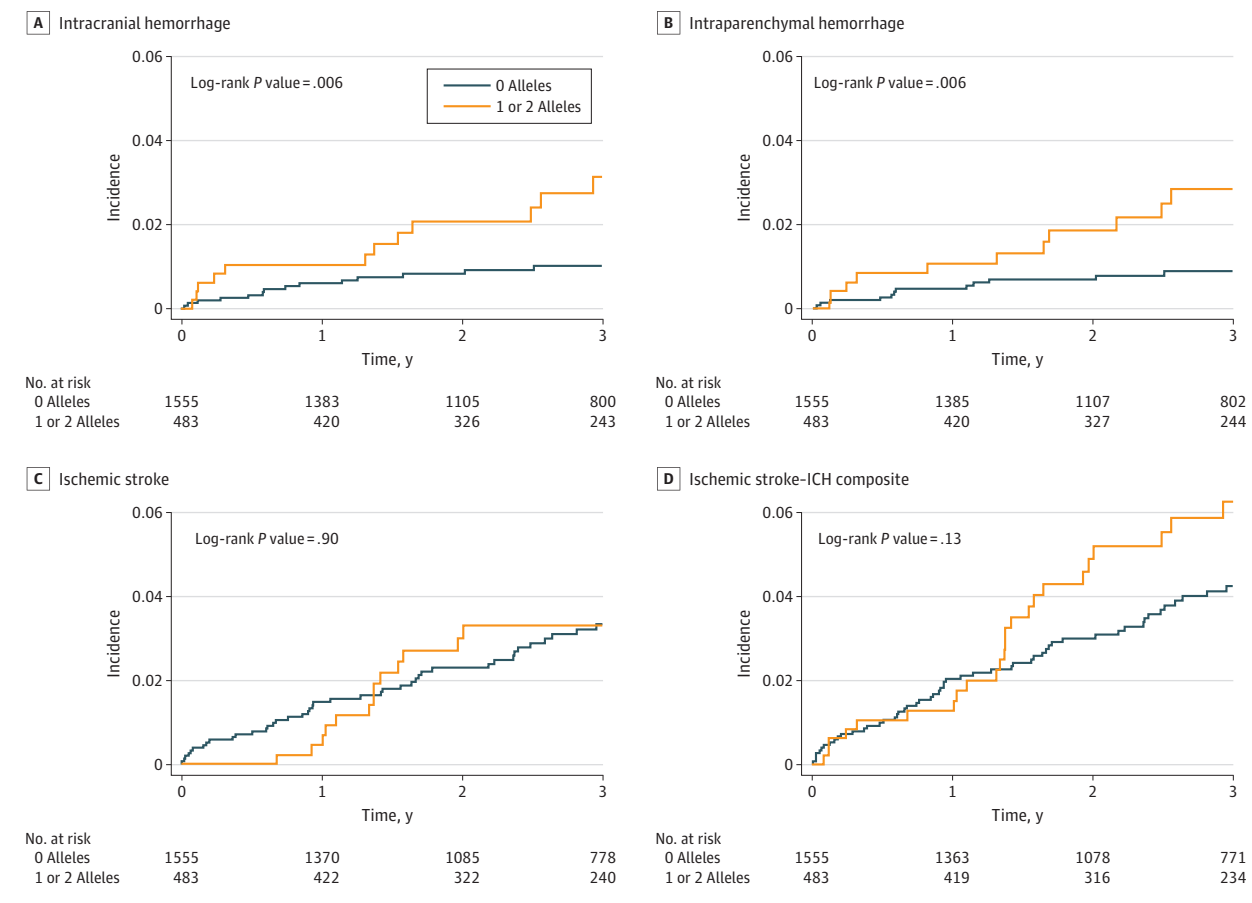 A Intracranial hemorrhage
0.06
0.04
0.02
0
Incidence
Log-rank P value = .006
0 Alleles
1 or 2 Alleles
0 1 2 3
Time, y
No. at risk
0 Alleles 1555 1383 1105 800
1 or 2 Alleles 483 420 326 243
B Intraparenchymal hemorrhage
0.06
0.04
0.02
0
Incidence
Log-rank P value = .006
0 1 2 3
Time, y
No. at risk
0 Alleles 1555 1385 1107 802
1 or 2 Alleles 483 420 327 244
C Ischemic stroke
0.06
0.04
0.02
0
Incidence
Log-rank P value = .90
0 1 2 3
Time, y
No. at risk
0 Alleles 1555 1370 1085 778
1 or 2 Alleles 483 422 322 240
D Ischemic stroke-ICH composite
0.06
0.04
0.02
0
Incidence
Log-rank P value = .13
0 1 2 3
Time, y
No. at risk
0 Alleles 1555 1363 1078 771
1 or 2 Alleles 483 419 316 234